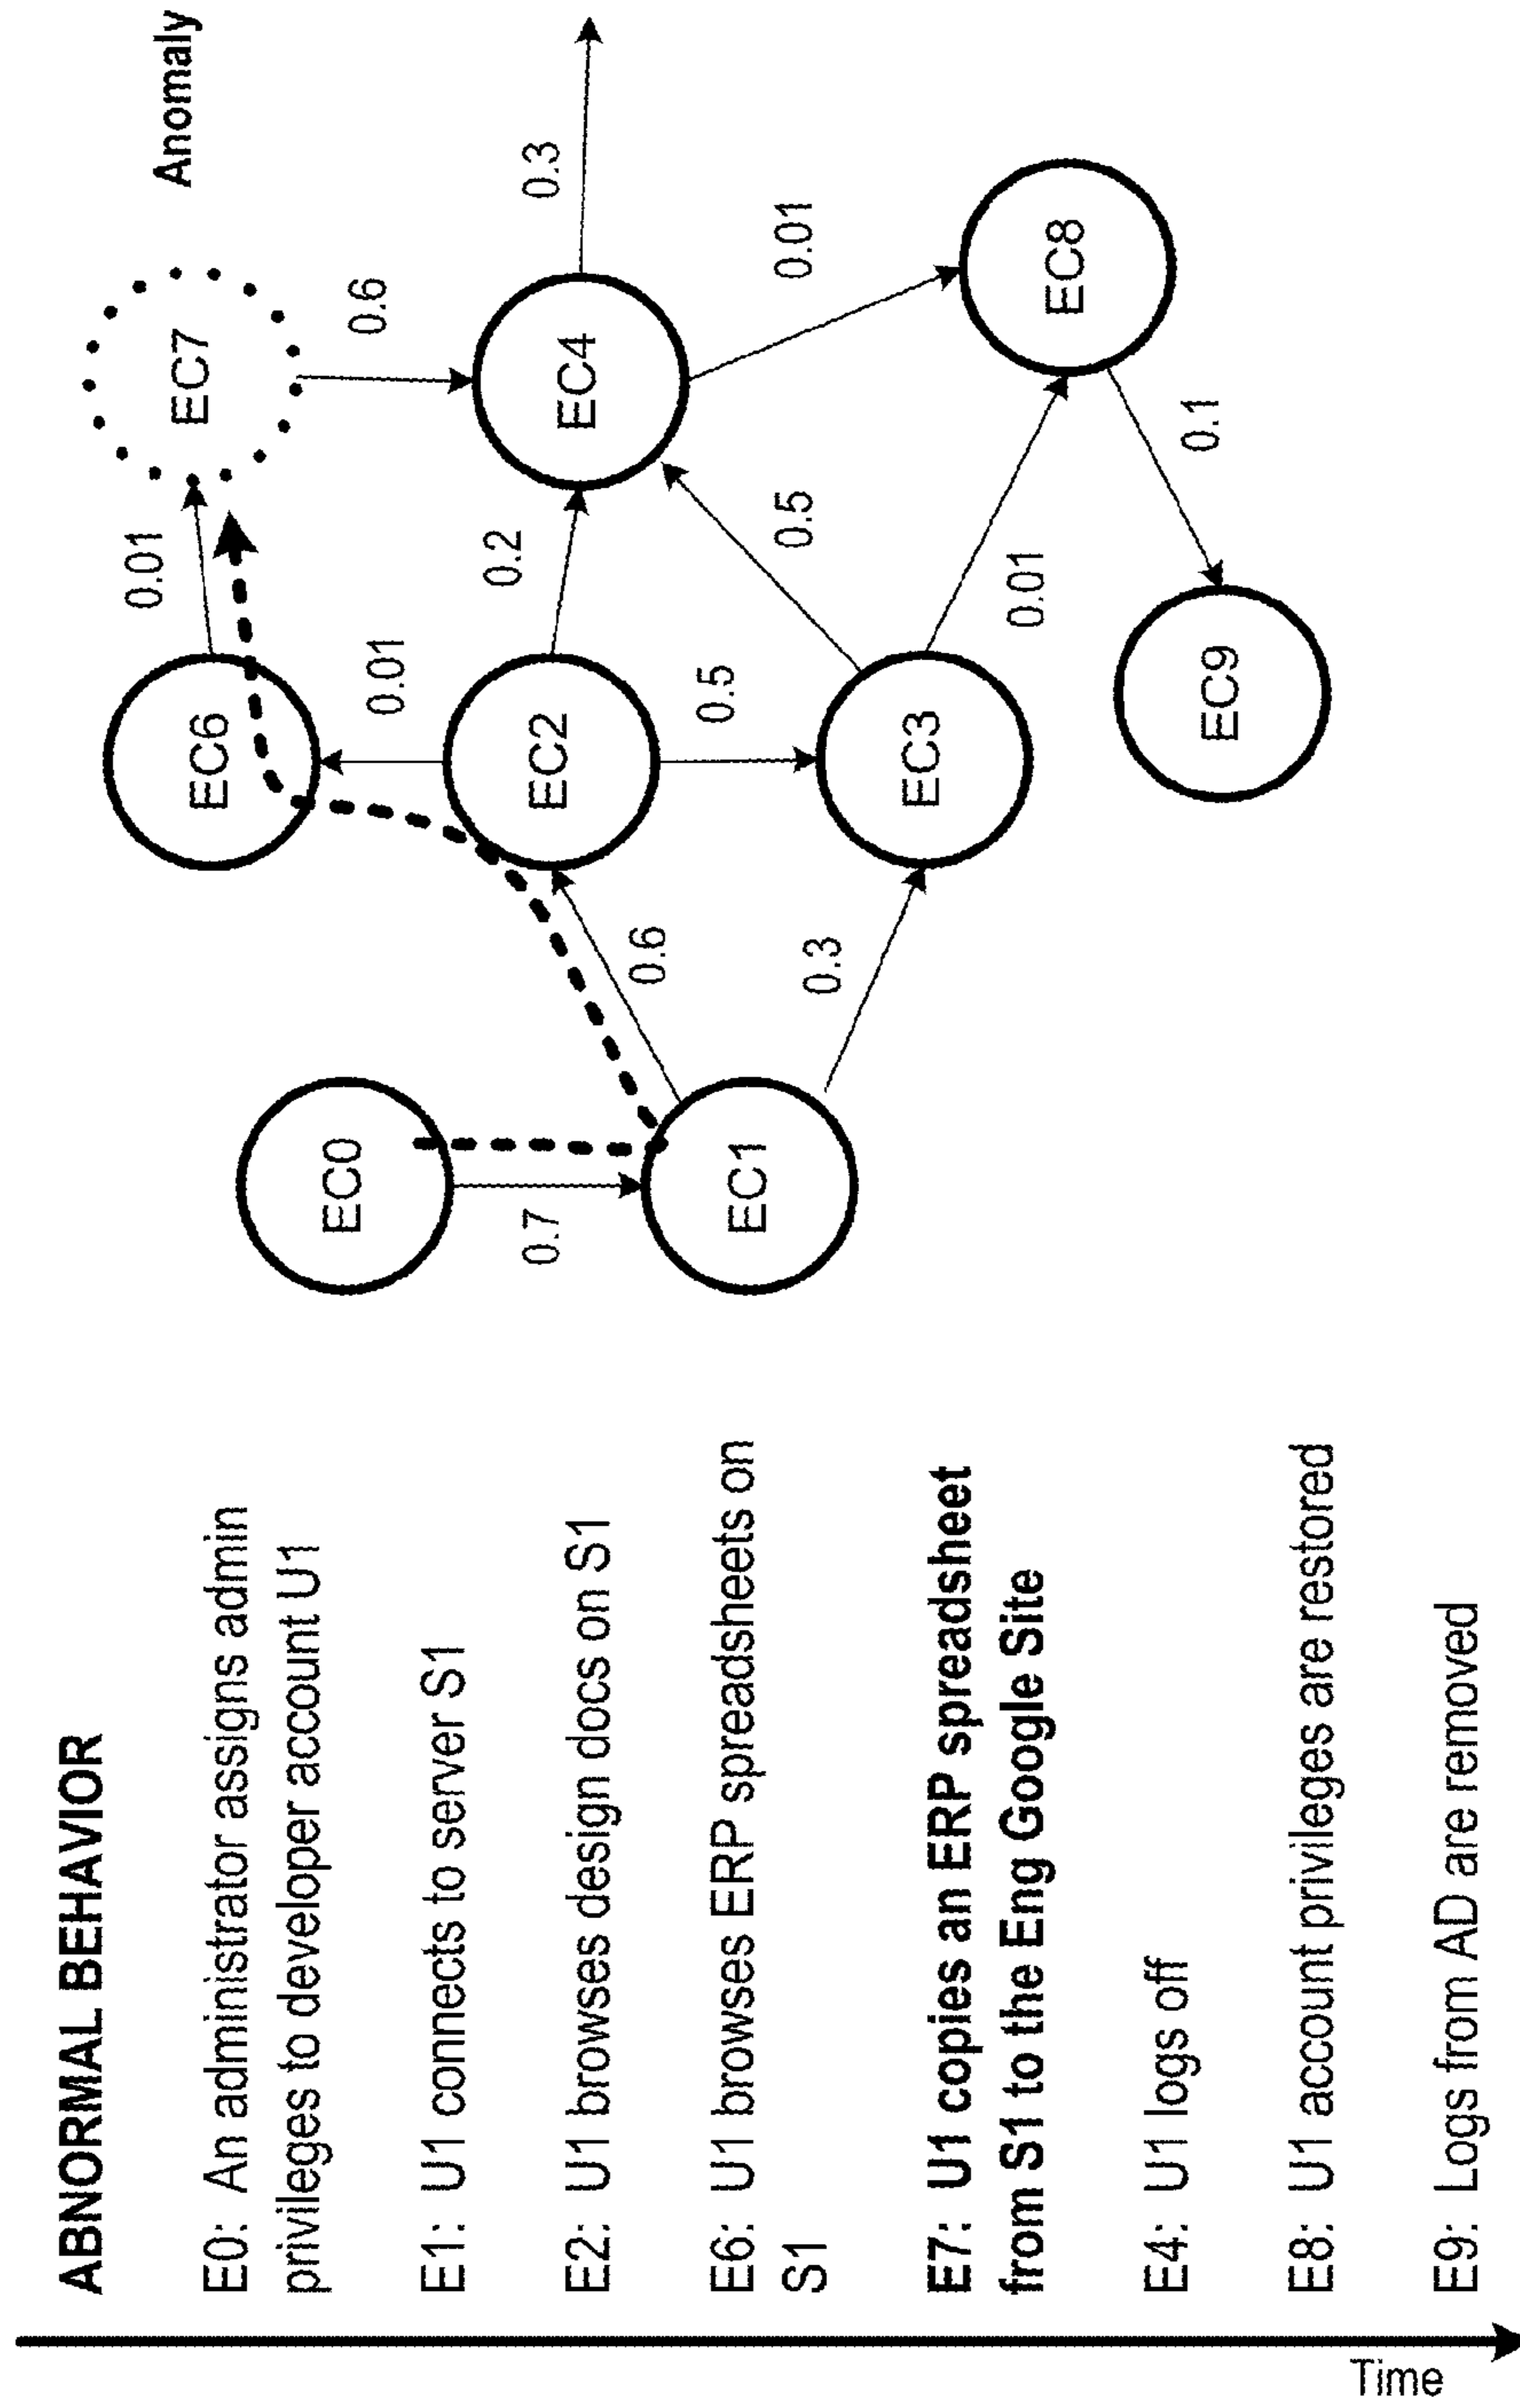 ABNORMAL BEHAVIOR
E0: An administrator assigns admin
privileges to developer account U1
E1: U1 connects to server S1
E2: U1 browses design docs on S1
E6: U1 browses ERP spreadsheets on
S1
E7: U1 copies an ERP spreadsheet
from S1 to the Eng Google Site
E4: U1 logs off
E8: U1 account privileges are restored
E9: Logs from AD are removed
Time
Anomaly
EC6
0.01
EC7
EC0
0.01
0.6
0.7
EC2
0.2
EC4
0.3
0.6
0.5
EC1
0.3
0.5
0.01
EC3
0.01
EC8
0.1
EC9